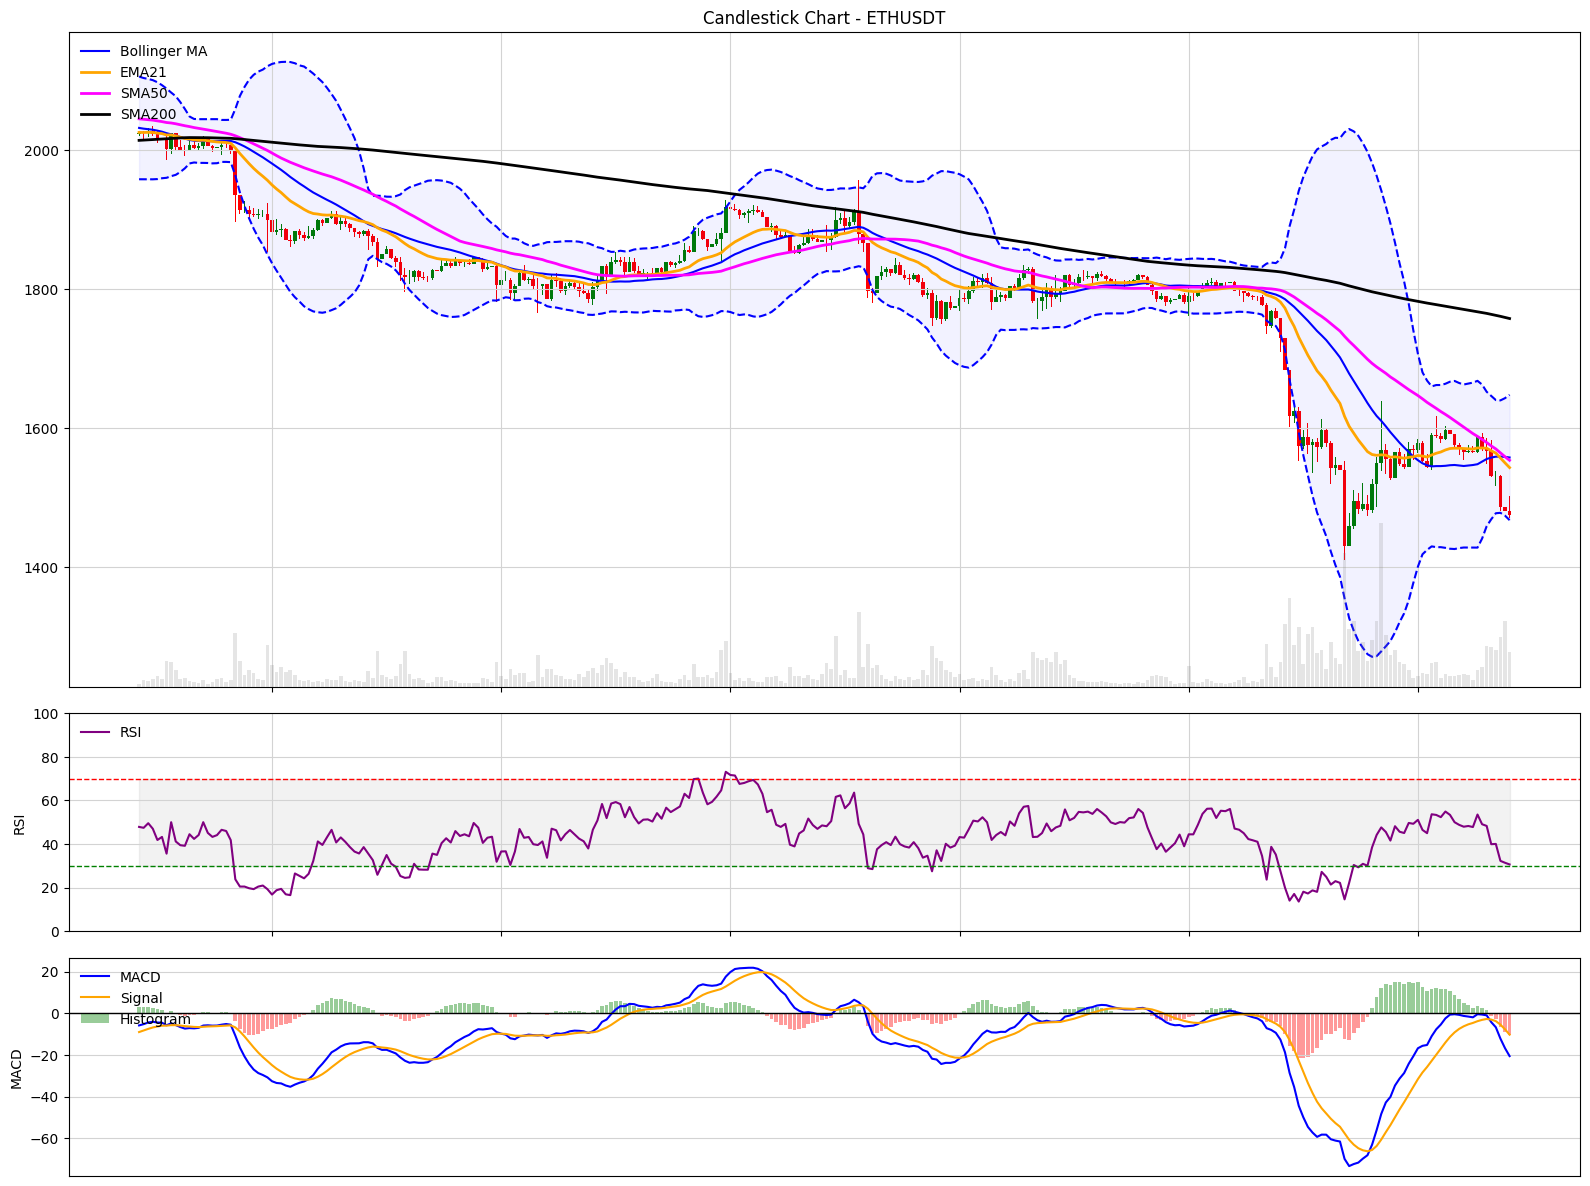 Candlestick Chart - ETHUSDT
Bollinger MA
EMA21
SMA50
SMA200
2000
1800
1600
1400
100
80
60
40
20
0
RSI
RSI
20
0
−20
−40
−60
MACD
MACD
Signal
Histogram